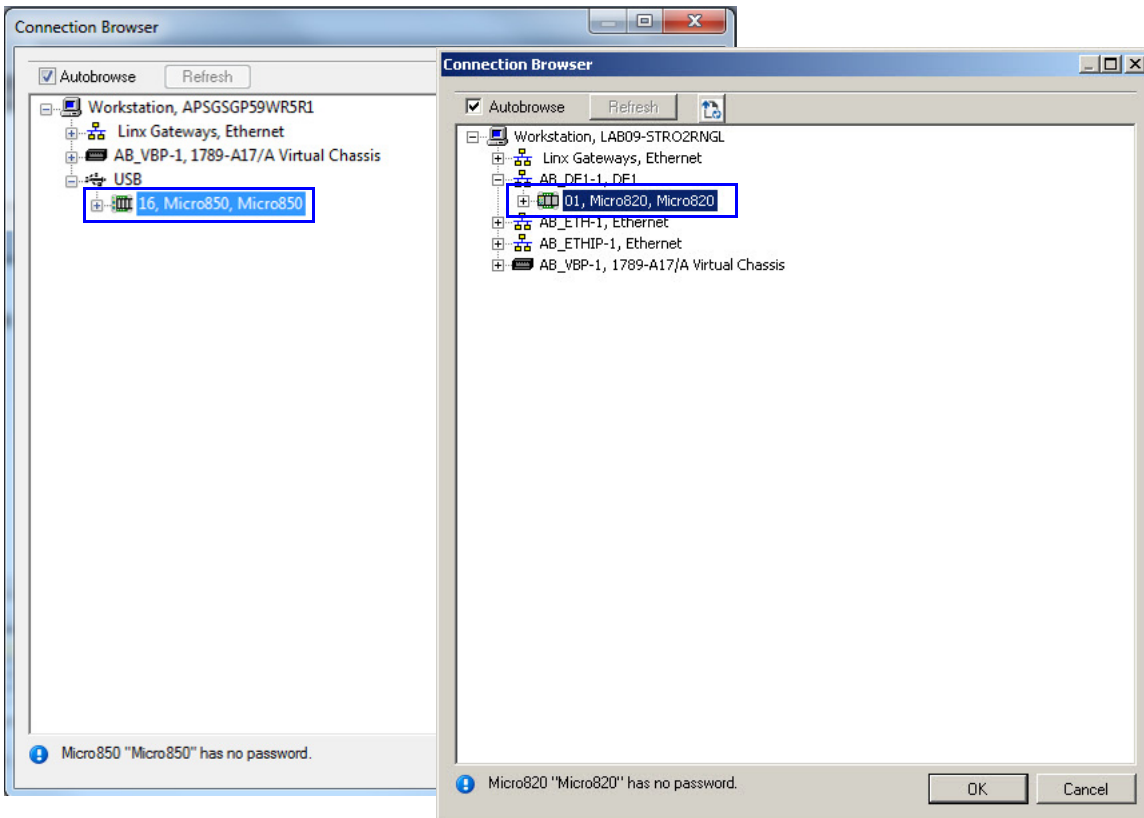 Connection Browser
Autobrowse Refresh
Workstation, APSGSGP59WR5R1
Linx Gateways, Ethernet
AB_VBP-1, 1789-A17/A Virtual Chassis
USB
16, Micro850, Micro850
Micro850 "Micro850" has no password.
Connection Browser
Autobrowse Refresh
Workstation, LAB09-STRO2RNGL
Linx Gateways, Ethernet
AB_DF1-1, DF1
01, Micro820, Micro820
AB_ETH-1, Ethernet
AB_ETHIP-1, Ethernet
AB_VBP-1, 1789-A17/A Virtual Chassis
Micro820 "Micro820" has no password.
OK Cancel